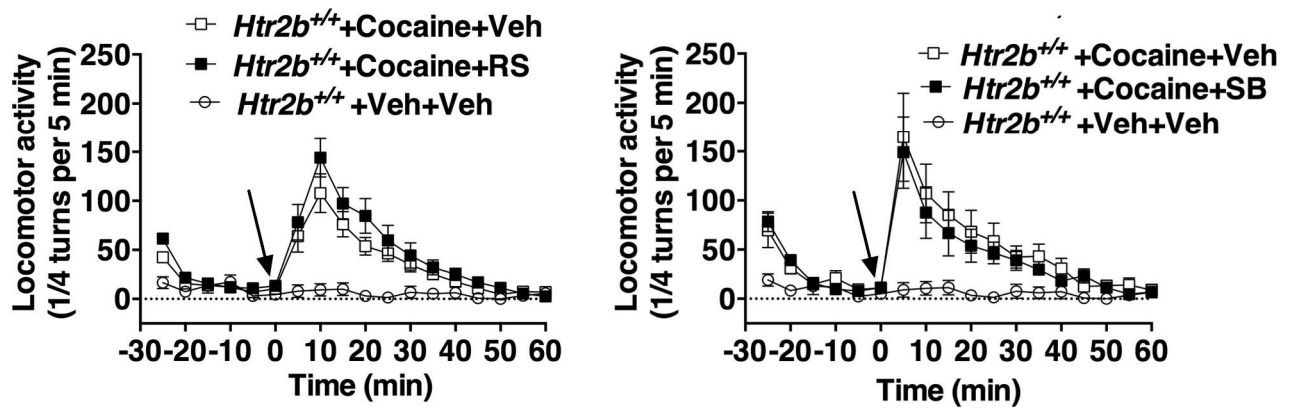 Htr2b+/++Cocaine+Veh
Htr2b+/++Cocaine+RS
Htr2b+/+ +Veh+Veh
Locomotor activity
(1/4 turns per 5 min)
250
200
150
100
50
0
-30 -20 -10 0 10 20 30 40 50 60
Time (min)
Htr2b+/+ +Cocaine+Veh
Htr2b+/+ +Cocaine+SB
Htr2b+/+ +Veh+Veh
Locomotor activity
(1/4 turns per 5 min)
250
200
150
100
50
0
-30 -20 -10 0 10 20 30 40 50 60
Time (min)